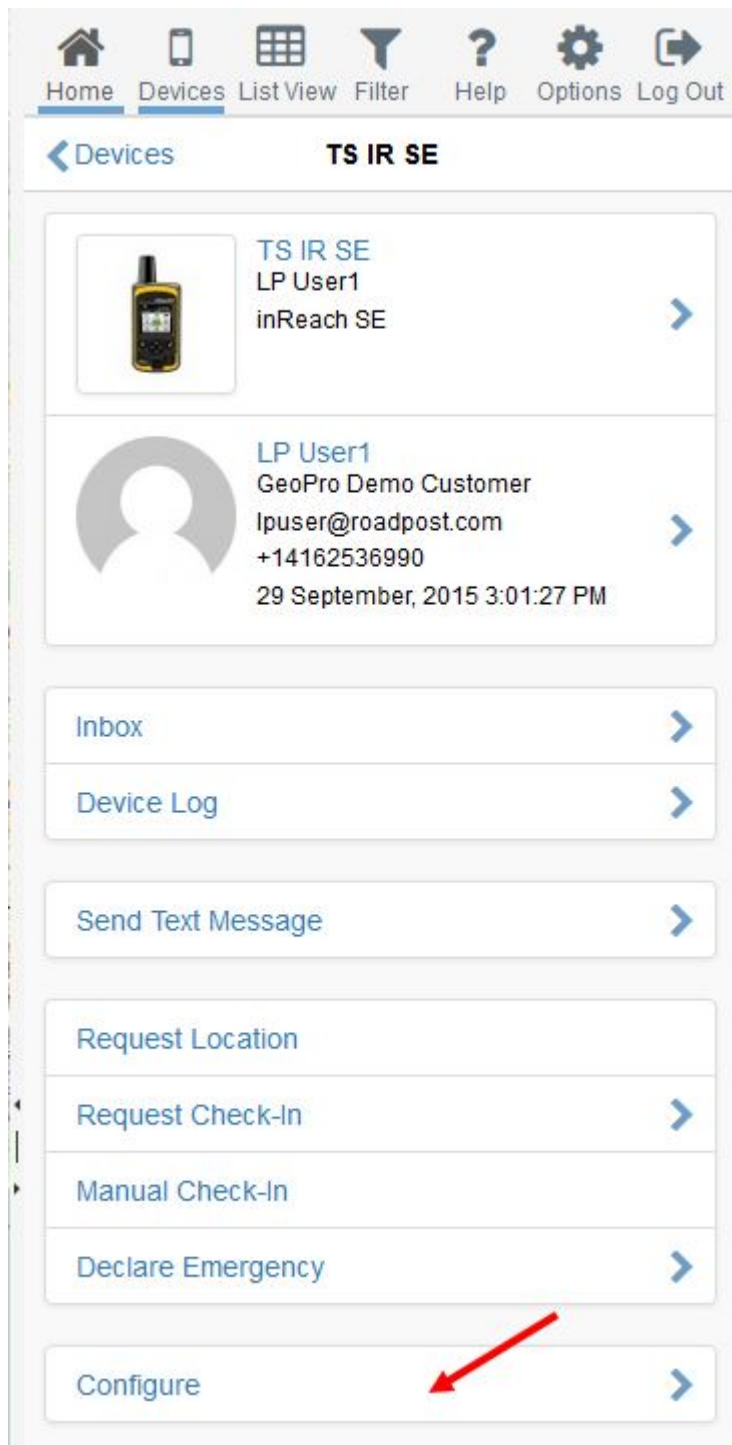 Home Devices List View Filter Help Options Log Out
Devices TS IR SE
TS IR SE
LP User1
inReach SE
LP User1
GeoPro Demo Customer
lpuser@roadpost.com
+14162536990
29 September, 2015 3:01:27 PM
Inbox
Device Log
Send Text Message
Request Location
Request Check-In
Manual Check-In
Declare Emergency
Configure